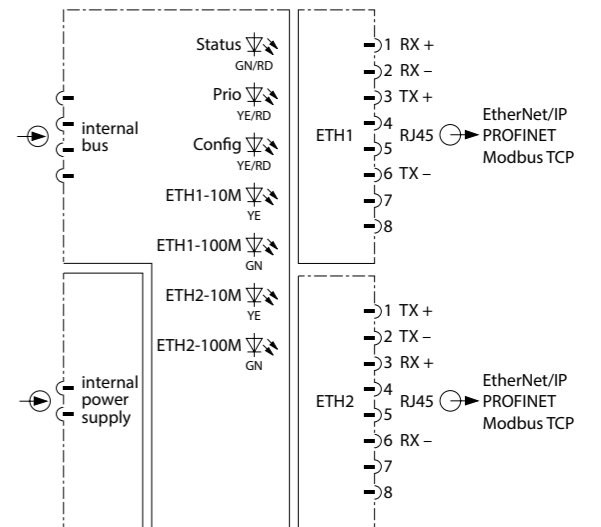 Status
GN/RD
Prio
YE/RD
internal
bus
Config
YE/RD
ETH1-10M
YE
ETH1-100M
GN
ETH2-10M
YE
ETH2-100M
GN
internal
power
supply
ETH1
1 RX +
2 RX –
3 TX +
4
5
6 TX –
7
8
RJ45
EtherNet/IP
PROFINET
Modbus TCP
ETH2
1 TX +
2 TX –
3 RX +
4
5
6 RX –
7
8
RJ45
EtherNet/IP
PROFINET
Modbus TCP